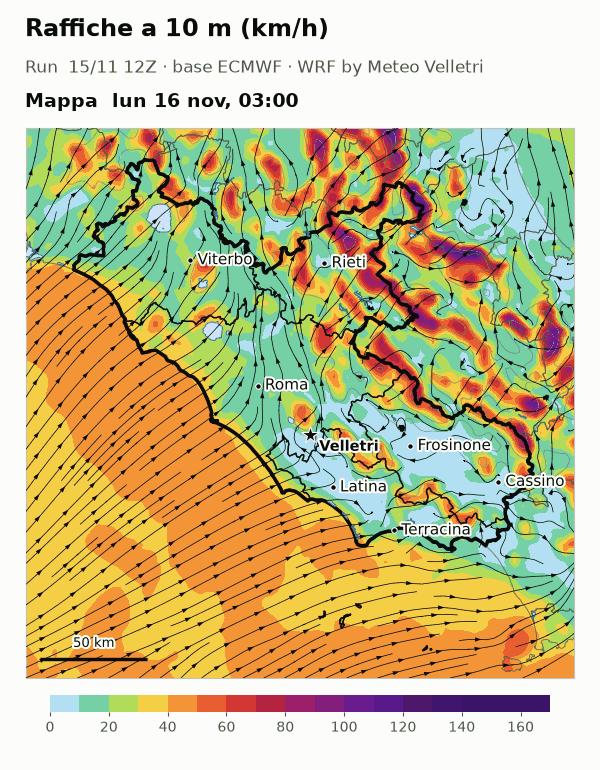 Raffiche a 10 m (km/h)
Run  15/11 12Z · base ECMWF · WRF by Meteo Velletri
Mappa  lun 16 nov, 03:00
Viterbo
Rieti
Roma
Velletri
Frosinone
Latina
Cassino
Terracina
50 km
0 20 40 60 80 100 120 140 160